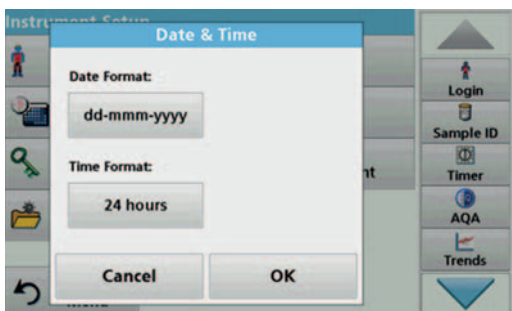 Date & Time
Date Format:
dd-mmm-yyyy
Time Format:
24 hours
Cancel
OK
Login
Sample ID
Timer
AQA
Trends